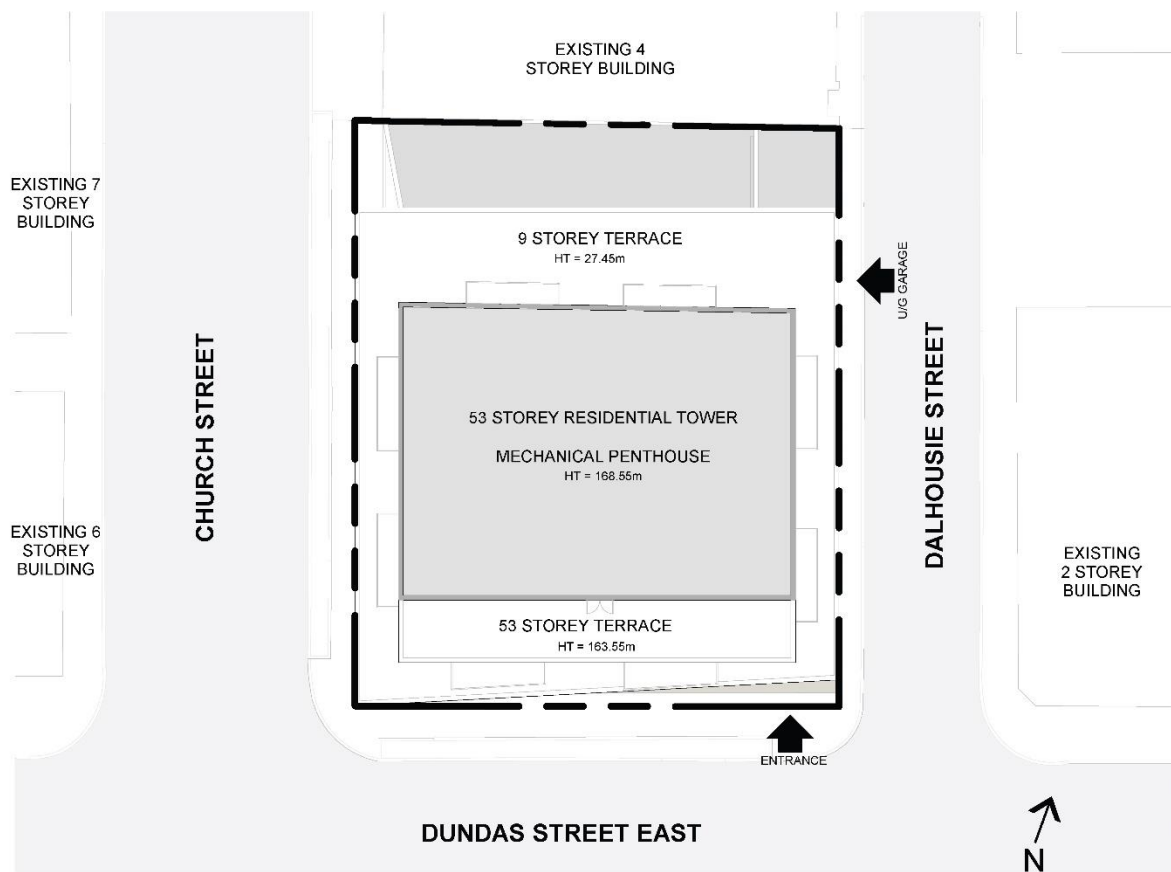 EXISTING 4
STOREY BUILDING
EXISTING 7
STOREY
BUILDING
9 STOREY TERRACE
HT = 27.45m
U/G GARAGE
CHURCH STREET
DALHOUSIE STREET
53 STOREY RESIDENTIAL TOWER
MECHANICAL PENTHOUSE
HT = 168.55m
EXISTING 6
STOREY
BUILDING
EXISTING
2 STOREY
BUILDING
53 STOREY TERRACE
HT = 163.55m
ENTRANCE
DUNDAS STREET EAST
N